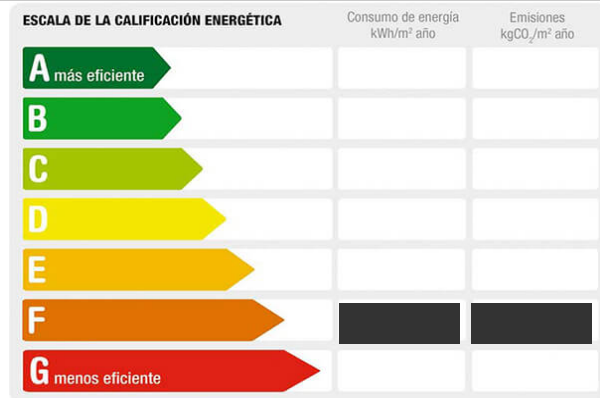 ESCALA DE LA CALIFICACIÓN ENERGÉTICA
Consumo de energía
kWh/m² año
Emisiones
kgCO₂/m² año
A más eficiente
B
C
D
E
F
G menos eficiente